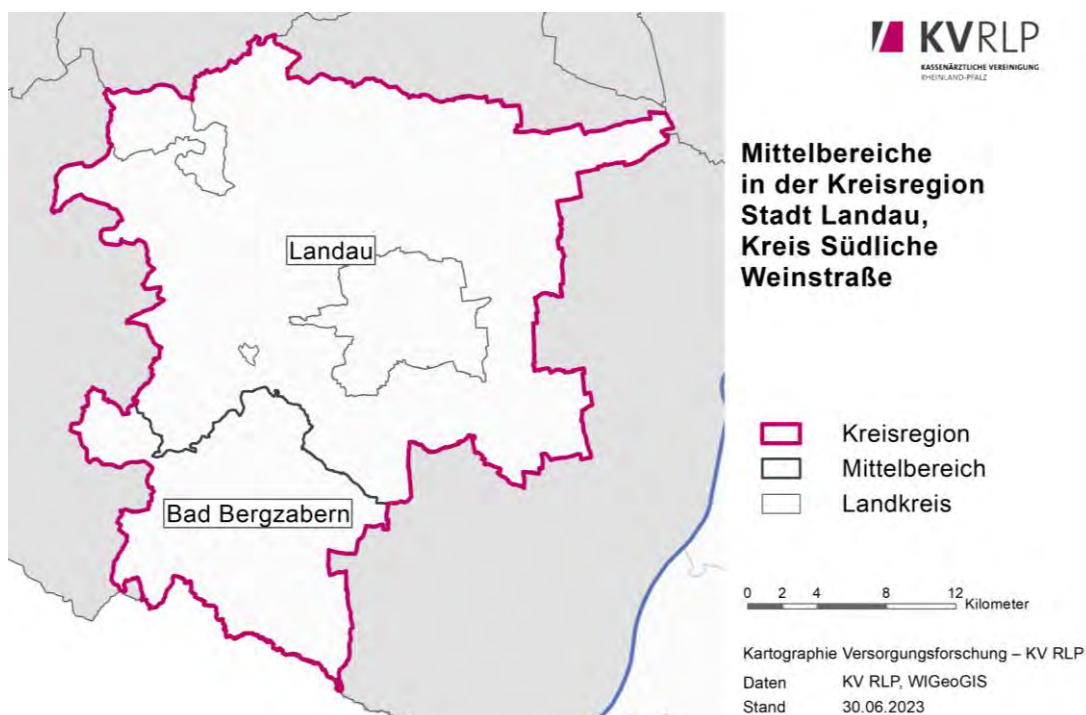 KVRLP
KASSENÄRZTLICHE VEREINIGUNG
RHEINLAND-PFALZ
Mittelbereiche
in der Kreisregion
Stadt Landau,
Kreis Südliche
Weinstraße
Landau
Bad Bergzabern
Kreisregion
Mittelbereich
Landkreis
0 2 4 8 12 Kilometer
Kartographie Versorgungsforschung – KV RLP
Daten KV RLP, WIGeoGIS
Stand 30.06.2023